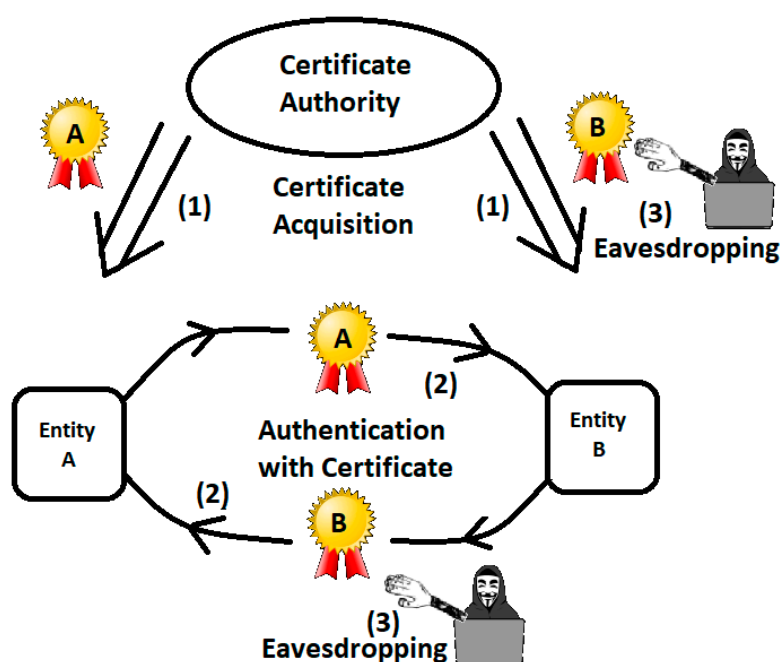 Certificate
Authority
A
B
(1)
Certificate
Acquisition
(1)
(3)
Eavesdropping
A
(2)
Entity
A
Authentication
with Certificate
Entity
B
(2)
B
(3)
Eavesdropping